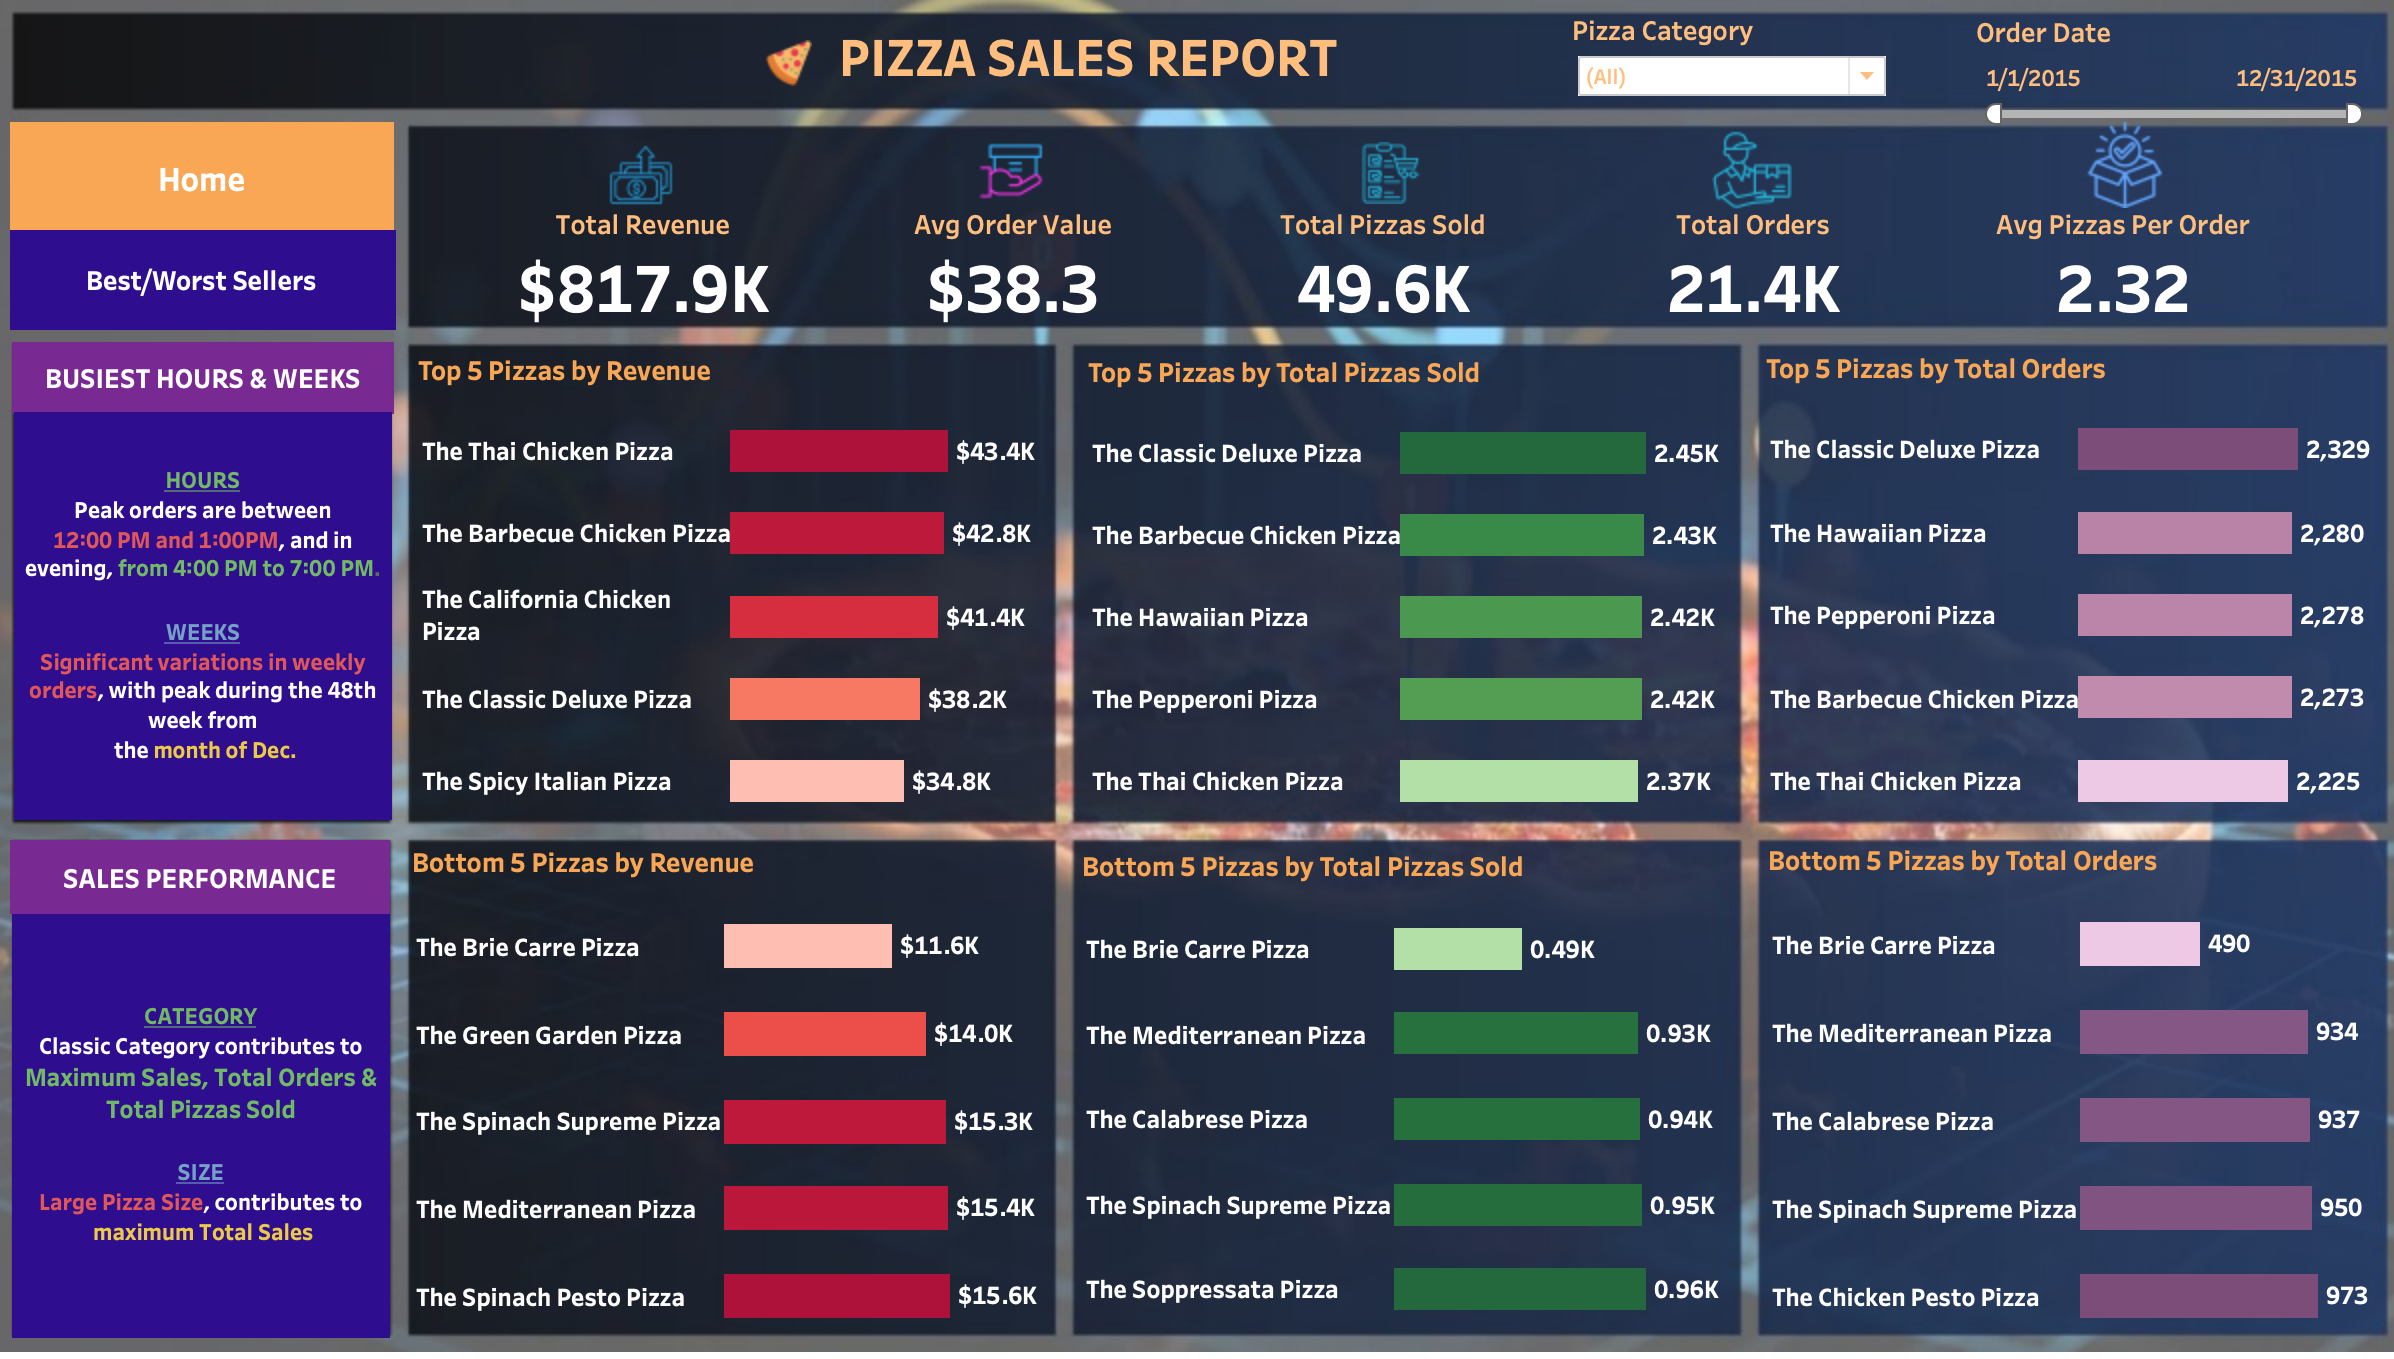 PIZZA SALES REPORT
Pizza Category
(All)
Order Date
1/1/2015
12/31/2015
Home
Best/Worst Sellers
Total Revenue
$817.9K
Avg Order Value
$38.3
Total Pizzas Sold
49.6K
Total Orders
21.4K
Avg Pizzas Per Order
2.32
BUSIEST HOURS & WEEKS
HOURS
Peak orders are between
12:00 PM and 1:00PM, and in
evening, from 4:00 PM to 7:00 PM.
WEEKS
Significant variations in weekly
orders, with peak during the 48th
week from
the month of Dec.
Top 5 Pizzas by Revenue
The Thai Chicken Pizza $43.4K
The Barbecue Chicken Pizza $42.8K
The California Chicken
Pizza $41.4K
The Classic Deluxe Pizza $38.2K
The Spicy Italian Pizza $34.8K
Top 5 Pizzas by Total Pizzas Sold
The Classic Deluxe Pizza 2.45K
The Barbecue Chicken Pizza 2.43K
The Hawaiian Pizza 2.42K
The Pepperoni Pizza 2.42K
The Thai Chicken Pizza 2.37K
Top 5 Pizzas by Total Orders
The Classic Deluxe Pizza 2,329
The Hawaiian Pizza 2,280
The Pepperoni Pizza 2,278
The Barbecue Chicken Pizza 2,273
The Thai Chicken Pizza 2,225
SALES PERFORMANCE
CATEGORY
Classic Category contributes to
Maximum Sales, Total Orders &
Total Pizzas Sold
SIZE
Large Pizza Size, contributes to
maximum Total Sales
Bottom 5 Pizzas by Revenue
The Brie Carre Pizza $11.6K
The Green Garden Pizza $14.0K
The Spinach Supreme Pizza $15.3K
The Mediterranean Pizza $15.4K
The Spinach Pesto Pizza $15.6K
Bottom 5 Pizzas by Total Pizzas Sold
The Brie Carre Pizza 0.49K
The Mediterranean Pizza 0.93K
The Calabrese Pizza 0.94K
The Spinach Supreme Pizza 0.95K
The Soppressata Pizza 0.96K
Bottom 5 Pizzas by Total Orders
The Brie Carre Pizza 490
The Mediterranean Pizza 934
The Calabrese Pizza 937
The Spinach Supreme Pizza 950
The Chicken Pesto Pizza 973